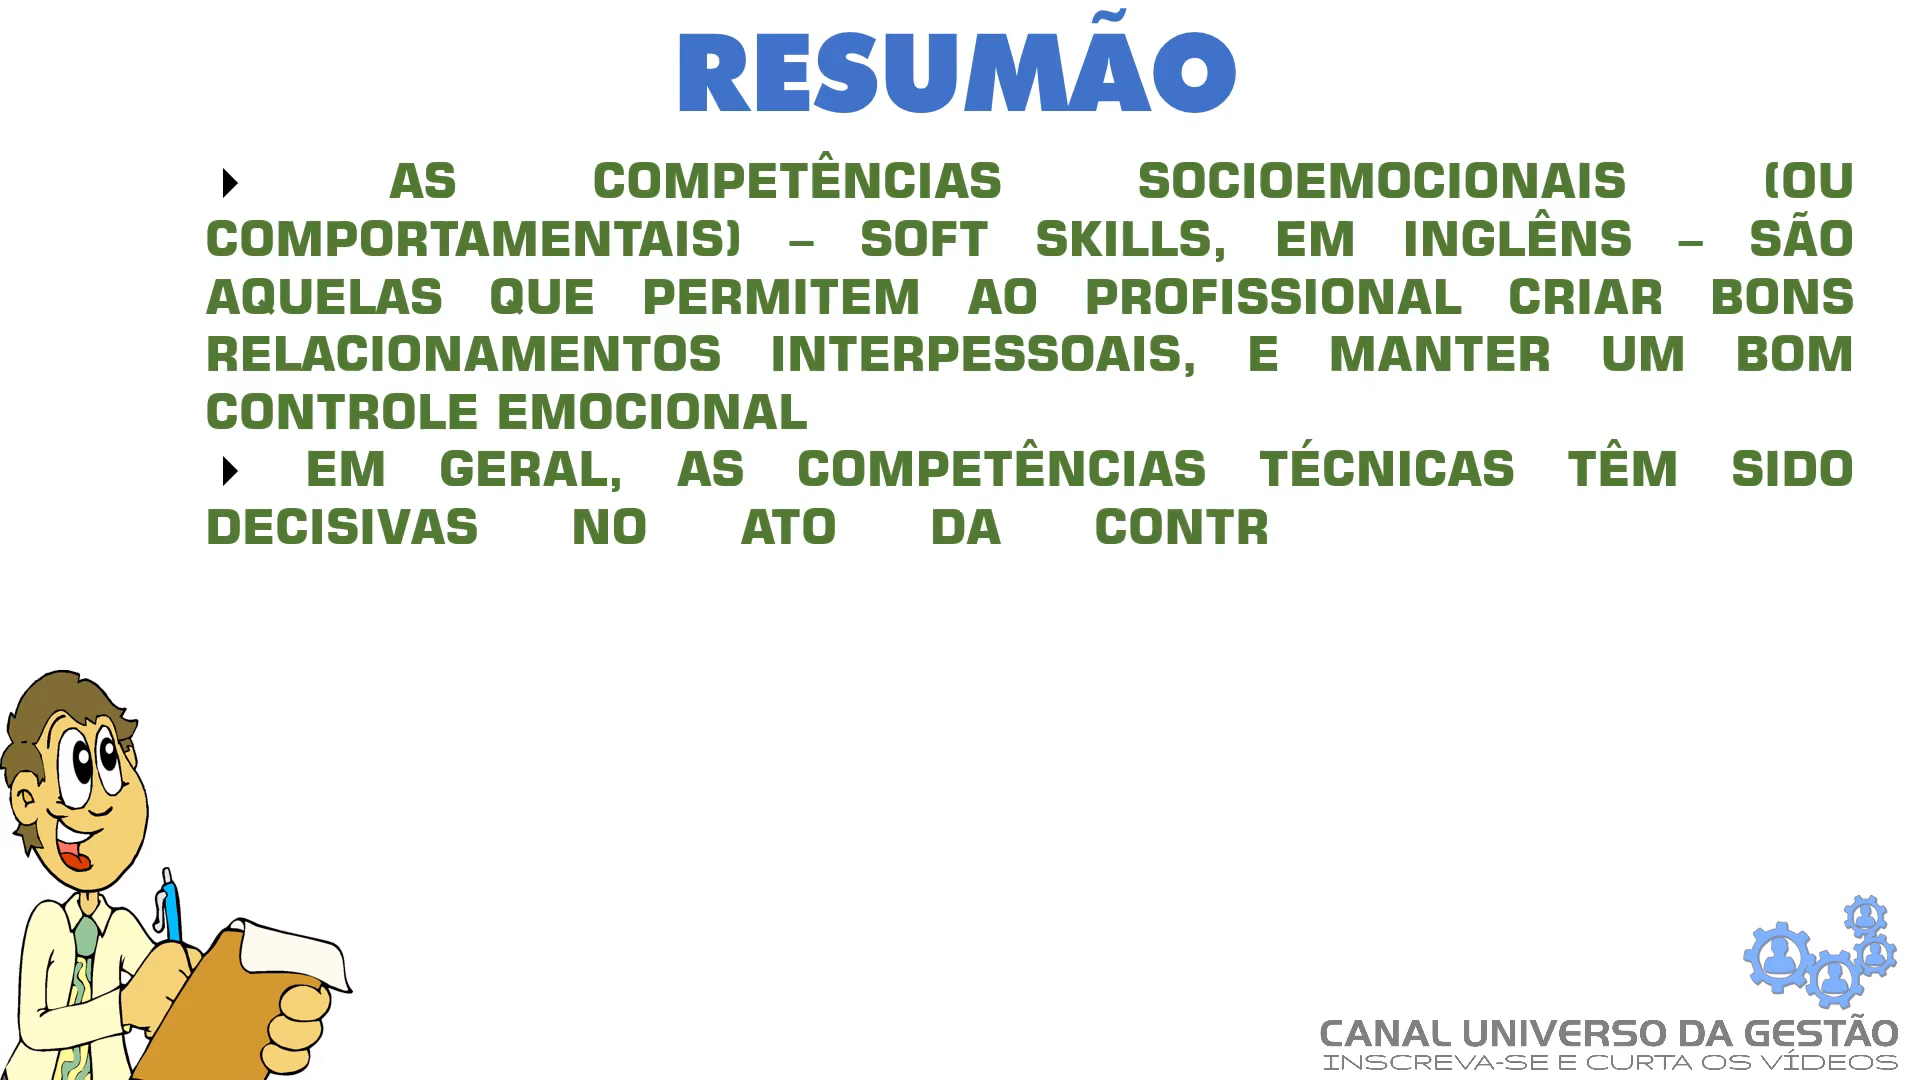 RESUMÃO
AS COMPETÊNCIAS SOCIOEMOCIONAIS (OU
COMPORTAMENTAIS) – SOFT SKILLS, EM INGLÊNS – SÃO
AQUELAS QUE PERMITEM AO PROFISSIONAL CRIAR BONS
RELACIONAMENTOS INTERPESSOAIS, E MANTER UM BOM
CONTROLE EMOCIONAL
EM GERAL, AS COMPETÊNCIAS TÉCNICAS TÊM SIDO
DECISIVAS NO ATO DA CONTR
CANAL UNIVERSO DA GESTÃO
INSCREVA-SE E CURTA OS VÍDEOS